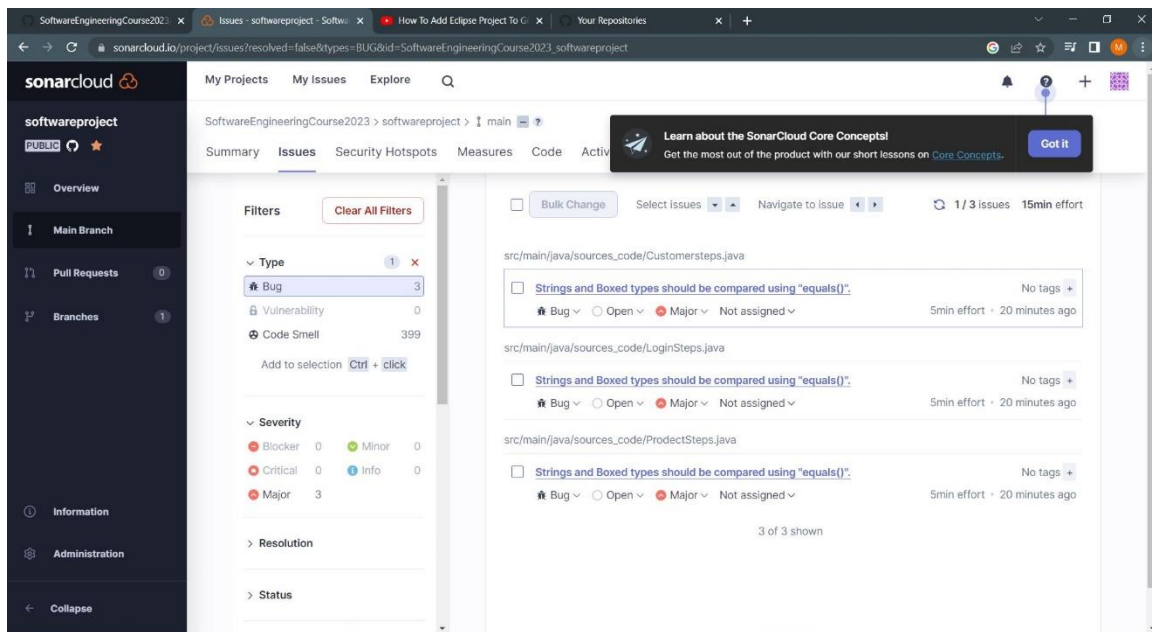 SoftwareEngineeringCourse2023
Issues - softwareproject - Softwa
How To Add Eclipse Project To Gi
Your Repositories
sonarcloud.io/project/issues?resolved=false&types=BUG&id=SoftwareEngineeringCourse2023_softwareproject
sonarcloud
My Projects My Issues Explore
softwareproject
PUBLIC
SoftwareEngineeringCourse2023 > softwareproject > main
Summary Issues Security Hotspots Measures Code Activ
Learn about the SonarCloud Core Concepts!
Get the most out of the product with our short lessons on Core Concepts.
Got it
Overview
Main Branch
Pull Requests 0
Branches 1
Information
Administration
Collapse
Filters Clear All Filters
Type 1
Bug 3
Vulnerability 0
Code Smell 399
Add to selection Ctrl + click
Severity
Blocker 0 Minor 0
Critical 0 Info 0
Major 3
Resolution
Status
Bulk Change Select issues Navigate to issue 1 / 3 issues 15min effort
src/main/java/sources_code/Customersteps.java
Strings and Boxed types should be compared using "equals()". No tags +
Bug Open Major Not assigned 5min effort • 20 minutes ago
src/main/java/sources_code/LoginSteps.java
Strings and Boxed types should be compared using "equals()". No tags +
Bug Open Major Not assigned 5min effort • 20 minutes ago
src/main/java/sources_code/ProdectSteps.java
Strings and Boxed types should be compared using "equals()". No tags +
Bug Open Major Not assigned 5min effort • 20 minutes ago
3 of 3 shown